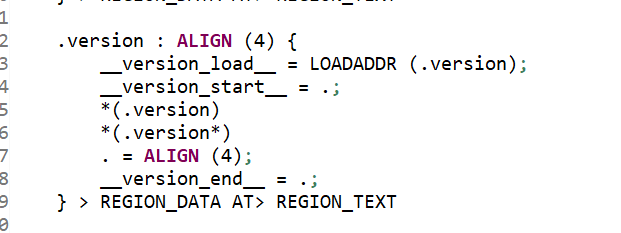 1
2 .version : ALIGN (4) {
3 __version_load__ = LOADADDR (.version);
4 __version_start__ = .;
5 *(.version)
6 *(.version*)
7 . = ALIGN (4);
8 __version_end__ = .;
9 } > REGION_DATA AT> REGION_TEXT
0